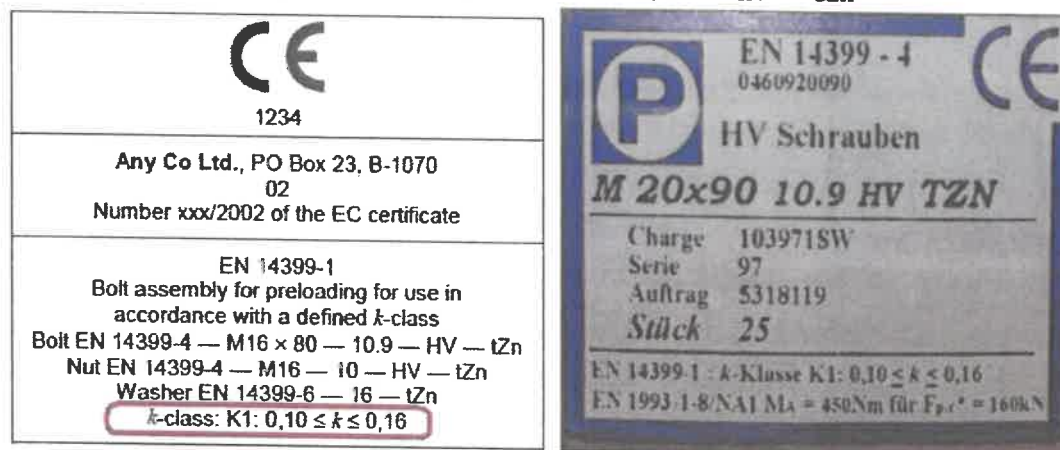 CE
1234
Any Co Ltd., PO Box 23, B-1070
02
Number xxx/2002 of the EC certificate
EN 14399-1
Bolt assembly for preloading for use in
accordance with a defined k-class
Bolt EN 14399-4 — M16 × 80 — 10.9 — HV — tZn
Nut EN 14399-4 — M16 — 10 — HV — tZn
Washer EN 14399-6 — 16 — tZn
k-class: K1: 0,10 ≤ k ≤ 0,16
P
EN 14399 - 4
0460920090
CE
HV Schrauben
M 20x90 10.9 HV TZN
Charge 103971SW
Serie 97
Auftrag 5318119
Stück 25
EN 14399-1 : k-Klasse K1: 0,10 ≤ k ≤ 0,16
EN 1993-1-8/NA1 MA = 450Nm für Fp,c* = 160kN